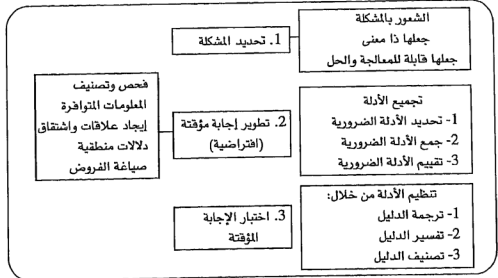 الشعور بالمشكلة
جعلها ذا معنى
جعلها قابلة للمعالجة والحل
1. تحديد المشكلة
تجميع الأدلة
1- تحديد الأدلة الضرورية
2- جمع الأدلة الضرورية
3- تقييم الأدلة الضرورية
2. تطوير إجابة مؤقتة
(افتراضية)
فحص وتصنيف
المعلومات المتوافرة
إيجاد علاقات واشتقاق
دلالات منطقية
صياغة الفروض
تنظيم الأدلة من خلال:
1- ترجمة الدليل
2- تفسير الدليل
3- تصنيف الدليل
3. اختبار الإجابة
المؤقتة